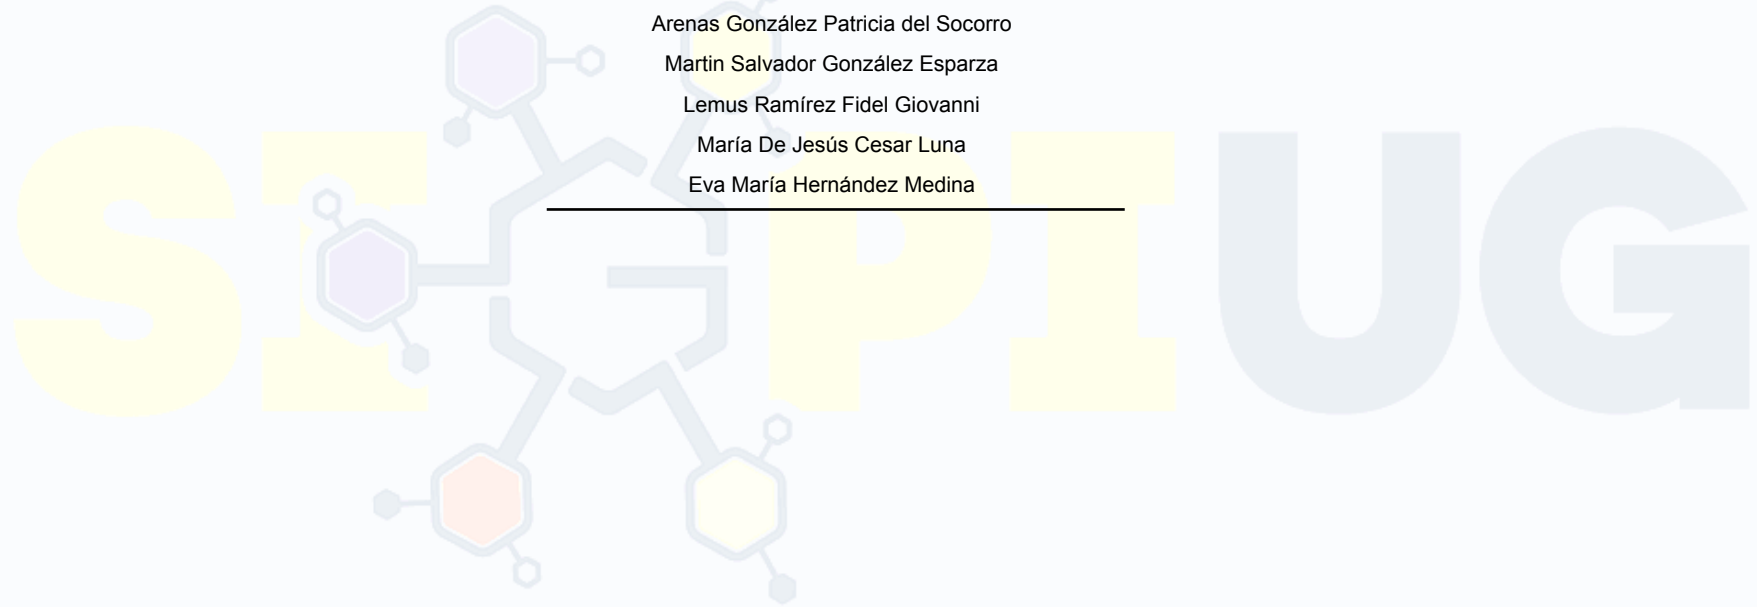 Arenas González Patricia del Socorro
Martin Salvador González Esparza
Lemus Ramírez Fidel Giovanni
María De Jesús Cesar Luna
Eva María Hernández Medina
SIGPIUG